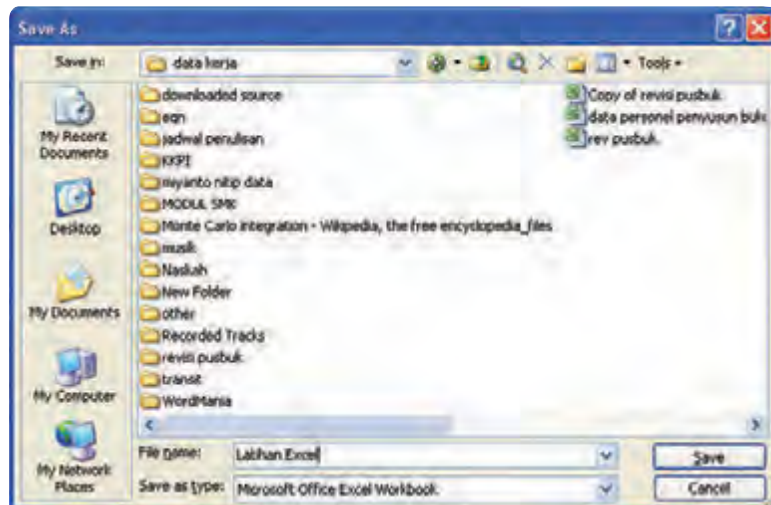 Save As
Save in:
data kerja
Tools
My Recent Documents
Desktop
My Documents
My Computer
My Network Places
downloaded source
eqn
jadwal penulisan
KKPI
miyanto nitip data
MODUL SMK
Monte Carlo integration - Wikipedia, the free encyclopedia_files
musik
Naskah
New Folder
other
Recorded Tracks
revisi pusbuk
transit
WordMania
Copy of revisi pusbuk
data personel penyusun buku
rev pusbuk
File name:
Latihan Excel
Save
Save as type:
Microsoft Office Excel Workbook
Cancel